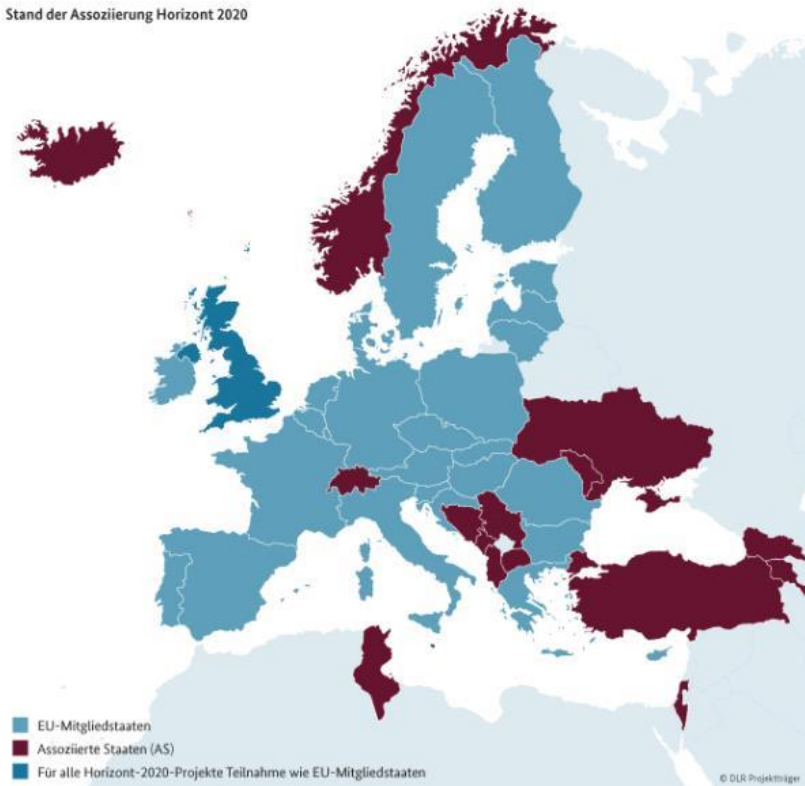 Stand der Assoziierung Horizont 2020
EU-Mitgliedstaaten
Assoziierte Staaten (AS)
Für alle Horizont-2020-Projekte Teilnahme wie EU-Mitgliedstaaten
© DLR Projektträger